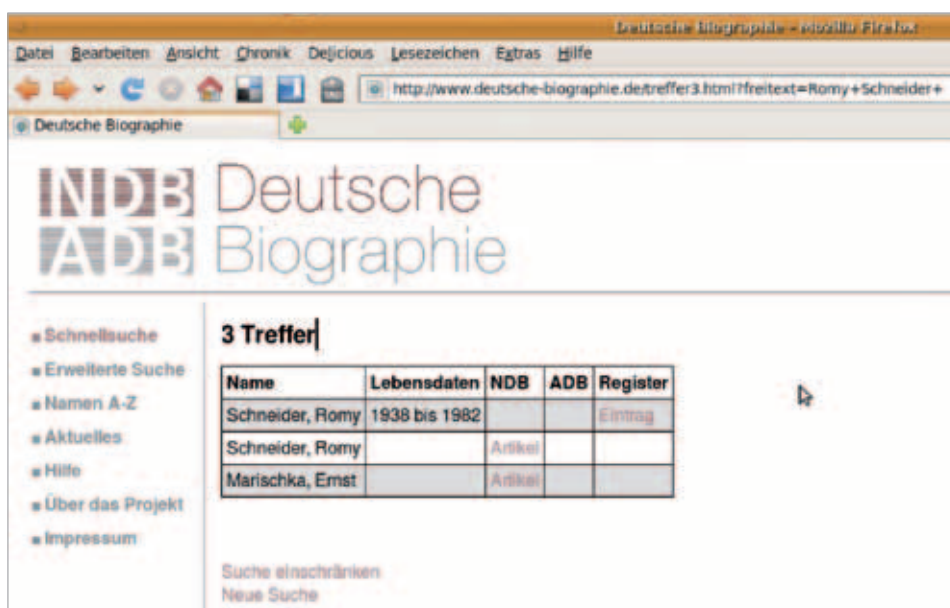 Deutsche Biographie - Mozilla Firefox
Datei Bearbeiten Ansicht Chronik Delicious Lesezeichen Extras Hilfe
http://www.deutsche-biographie.de/treffer3.html?freitext=Romy+Schneider+
Deutsche Biographie
NDB Deutsche
ADB Biographie
Schnellsuche
Erweiterte Suche
Namen A-Z
Aktuelles
Hilfe
Über das Projekt
Impressum
3 Treffer
Name Lebensdaten NDB ADB Register
Schneider, Romy 1938 bis 1982 Eintrag
Schneider, Romy Artikel
Marischka, Ernst Artikel
Suche einschränken
Neue Suche